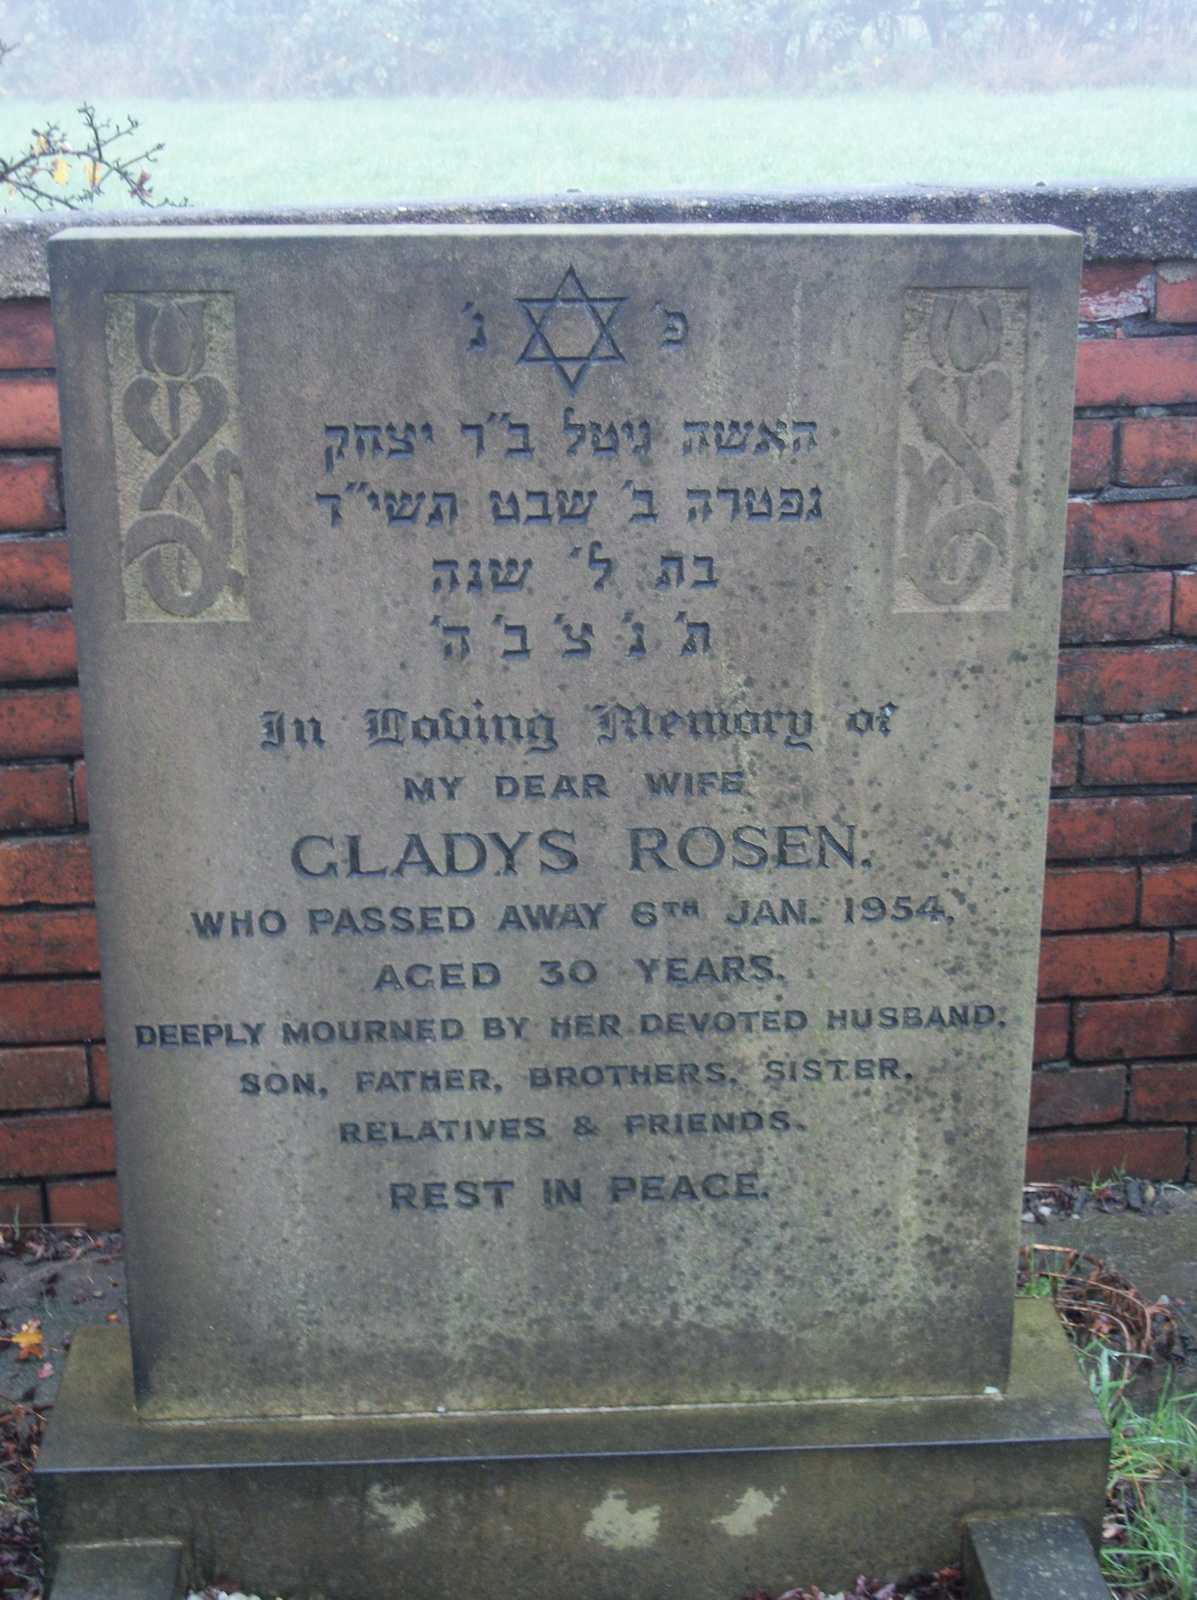 פ׳ נ׳
האשה ניטל ב״ר יצחק
נפטרה ב׳ שבט תשי״ד
בת ל׳ שנה
ת׳ נ׳ צ׳ ב׳ ה׳
In Loving Memory of
MY DEAR WIFE
GLADYS ROSEN.
WHO PASSED AWAY 6TH JAN. 1954,
AGED 30 YEARS.
DEEPLY MOURNED BY HER DEVOTED HUSBAND,
SON, FATHER, BROTHERS, SISTER,
RELATIVES & FRIENDS.
REST IN PEACE.